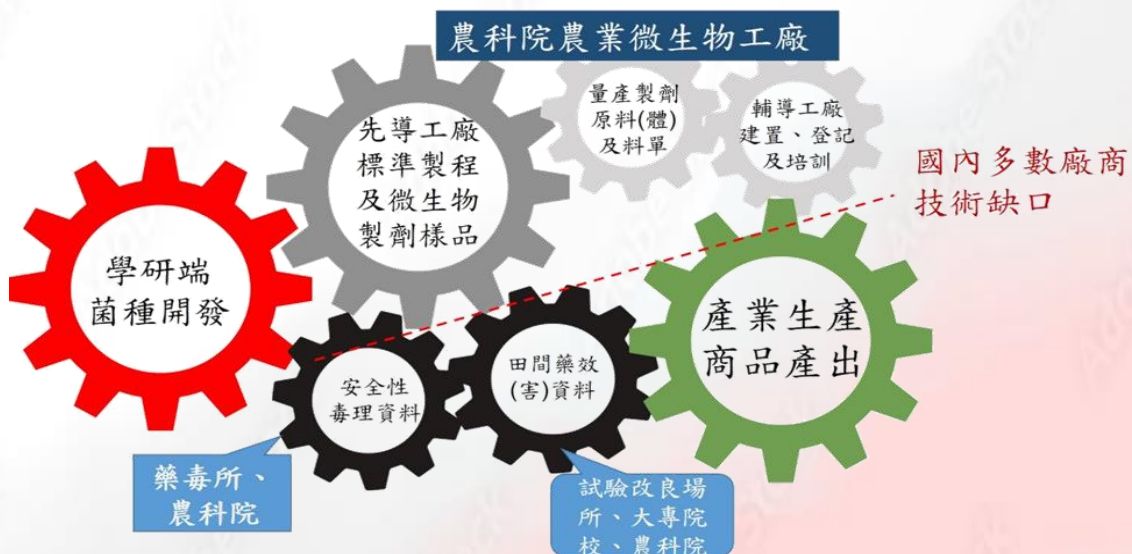 農科院農業微生物工廠
先導工廠
標準製程
及微生物
製劑樣品
量產製劑
原料(體)
及料單
輔導工廠
建置、登記
及培訓
國內多數廠商
技術缺口
學研端
菌種開發
安全性
毒理資料
田間藥效
(害)資料
產業生產
商品產出
藥毒所、
農科院
試驗改良場
所、大專院
校、農科院